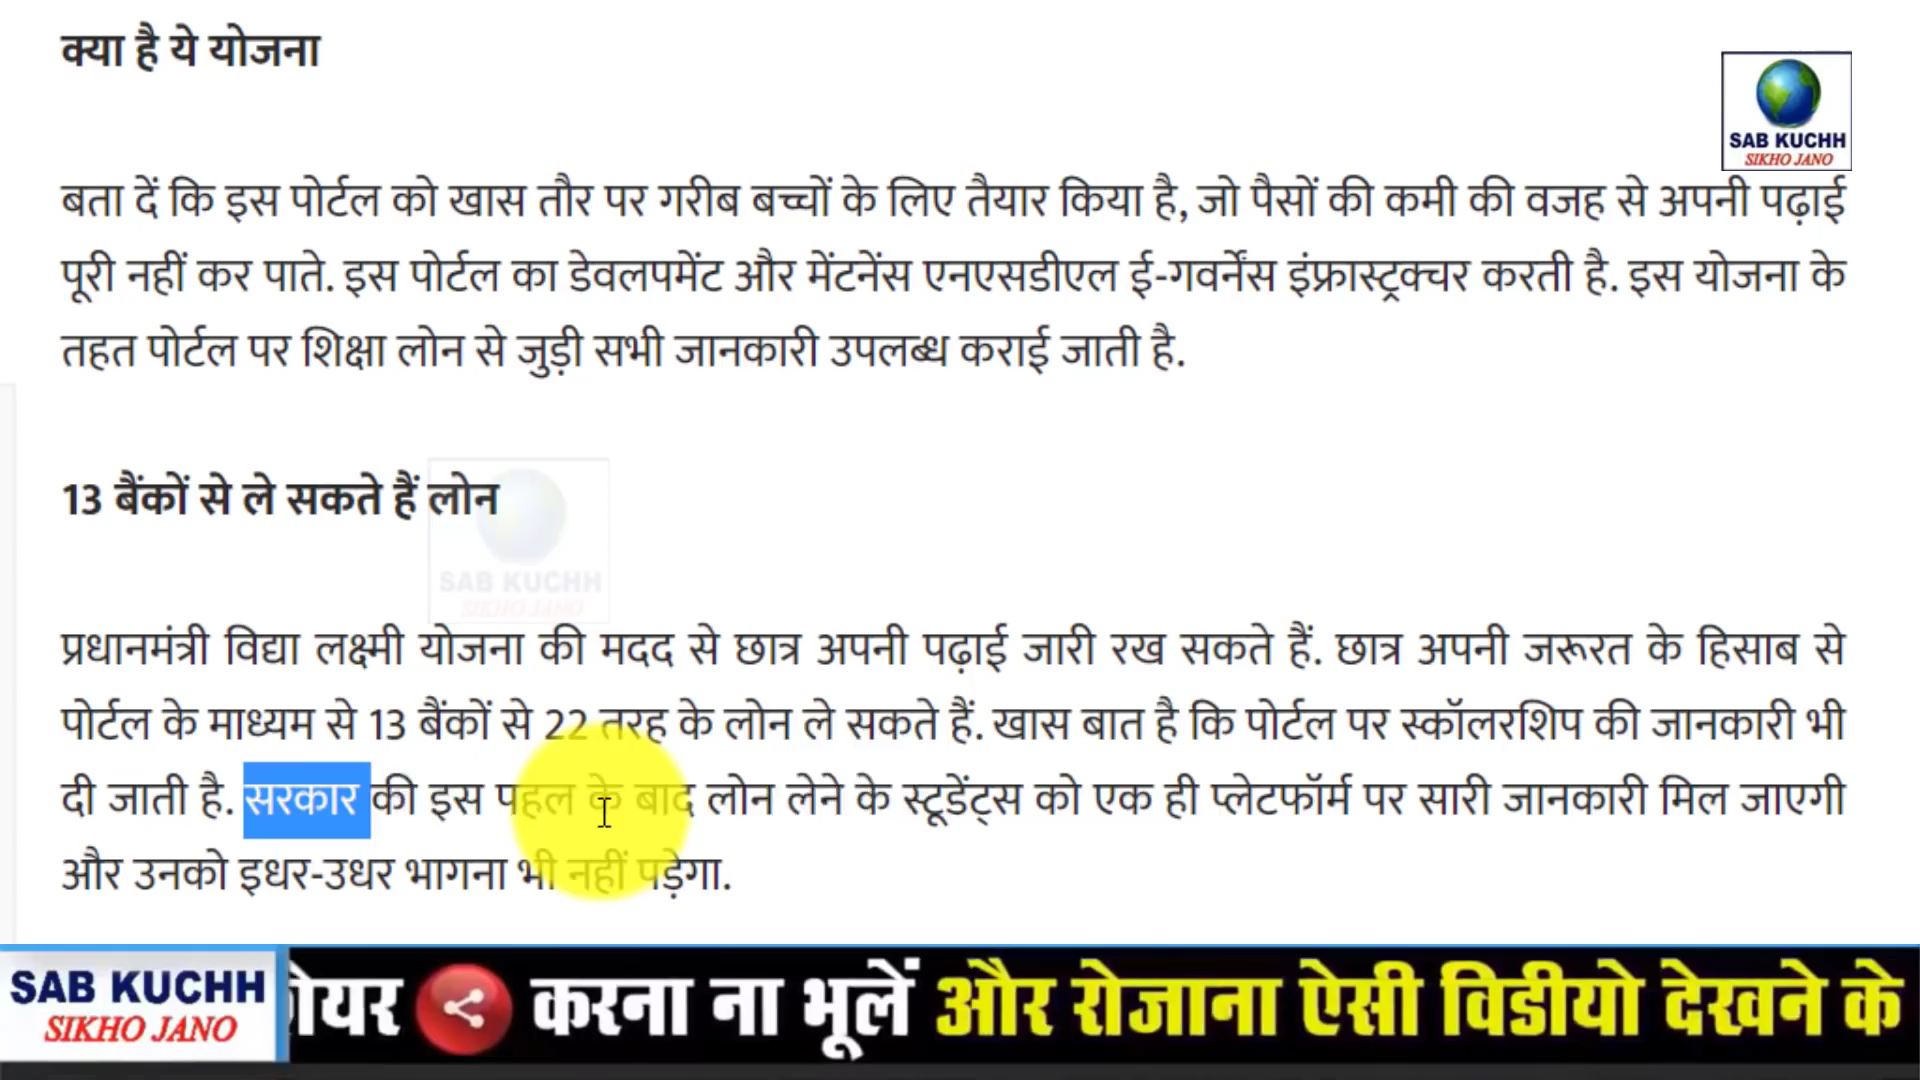 क्या है ये योजना
SAB KUCHH
SIKHO JANO
बता दें कि इस पोर्टल को खास तौर पर गरीब बच्चों के लिए तैयार किया है, जो पैसों की कमी की वजह से अपनी पढ़ाई
पूरी नहीं कर पाते. इस पोर्टल का डेवलपमेंट और मेंटनेंस एनएसडीएल ई-गवर्नेंस इंफ्रास्ट्रक्चर करती है. इस योजना के
तहत पोर्टल पर शिक्षा लोन से जुड़ी सभी जानकारी उपलब्ध कराई जाती है.
13 बैंकों से ले सकते हैं लोन
SAB KUCHH
SIKHO JANO
प्रधानमंत्री विद्या लक्ष्मी योजना की मदद से छात्र अपनी पढ़ाई जारी रख सकते हैं. छात्र अपनी जरूरत के हिसाब से
पोर्टल के माध्यम से 13 बैंकों से 22 तरह के लोन ले सकते हैं. खास बात है कि पोर्टल पर स्कॉलरशिप की जानकारी भी
दी जाती है. सरकार की इस पहल के बाद लोन लेने के स्टूडेंट्स को एक ही प्लेटफॉर्म पर सारी जानकारी मिल जाएगी
और उनको इधर-उधर भागना भी नहीं पड़ेगा.
SAB KUCHH
SIKHO JANO
करना ना भूलें और रोजाना ऐसी विडीयो देखने के